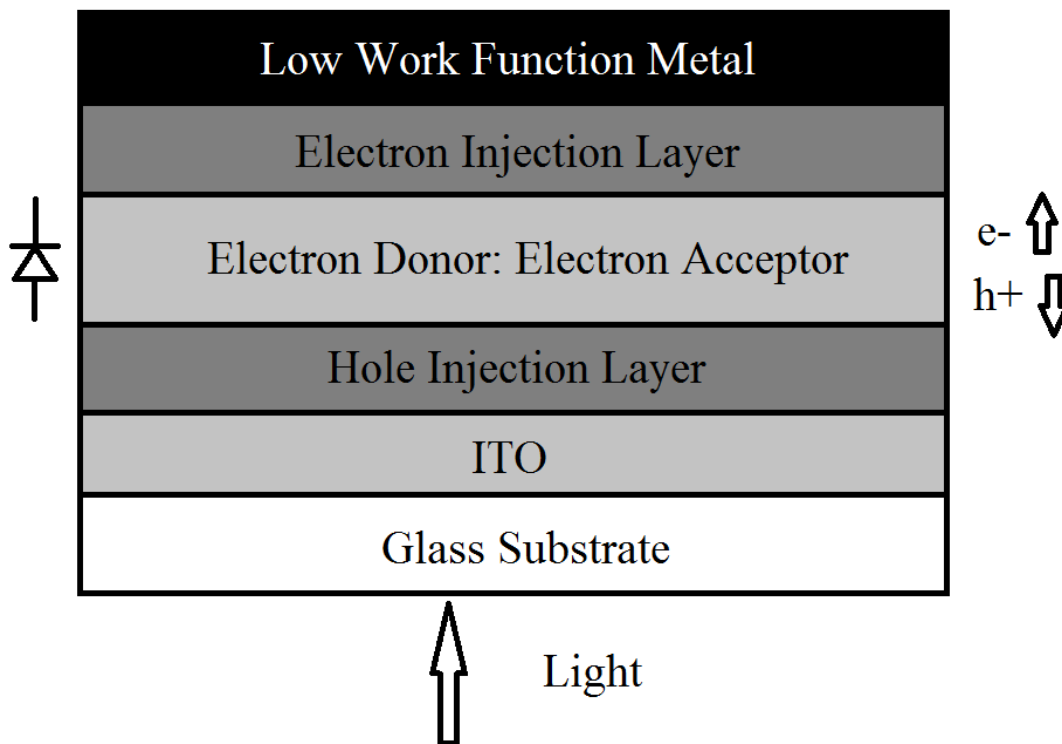 Low Work Function Metal
Electron Injection Layer
Electron Donor: Electron Acceptor
e-
h+
Hole Injection Layer
ITO
Glass Substrate
Light